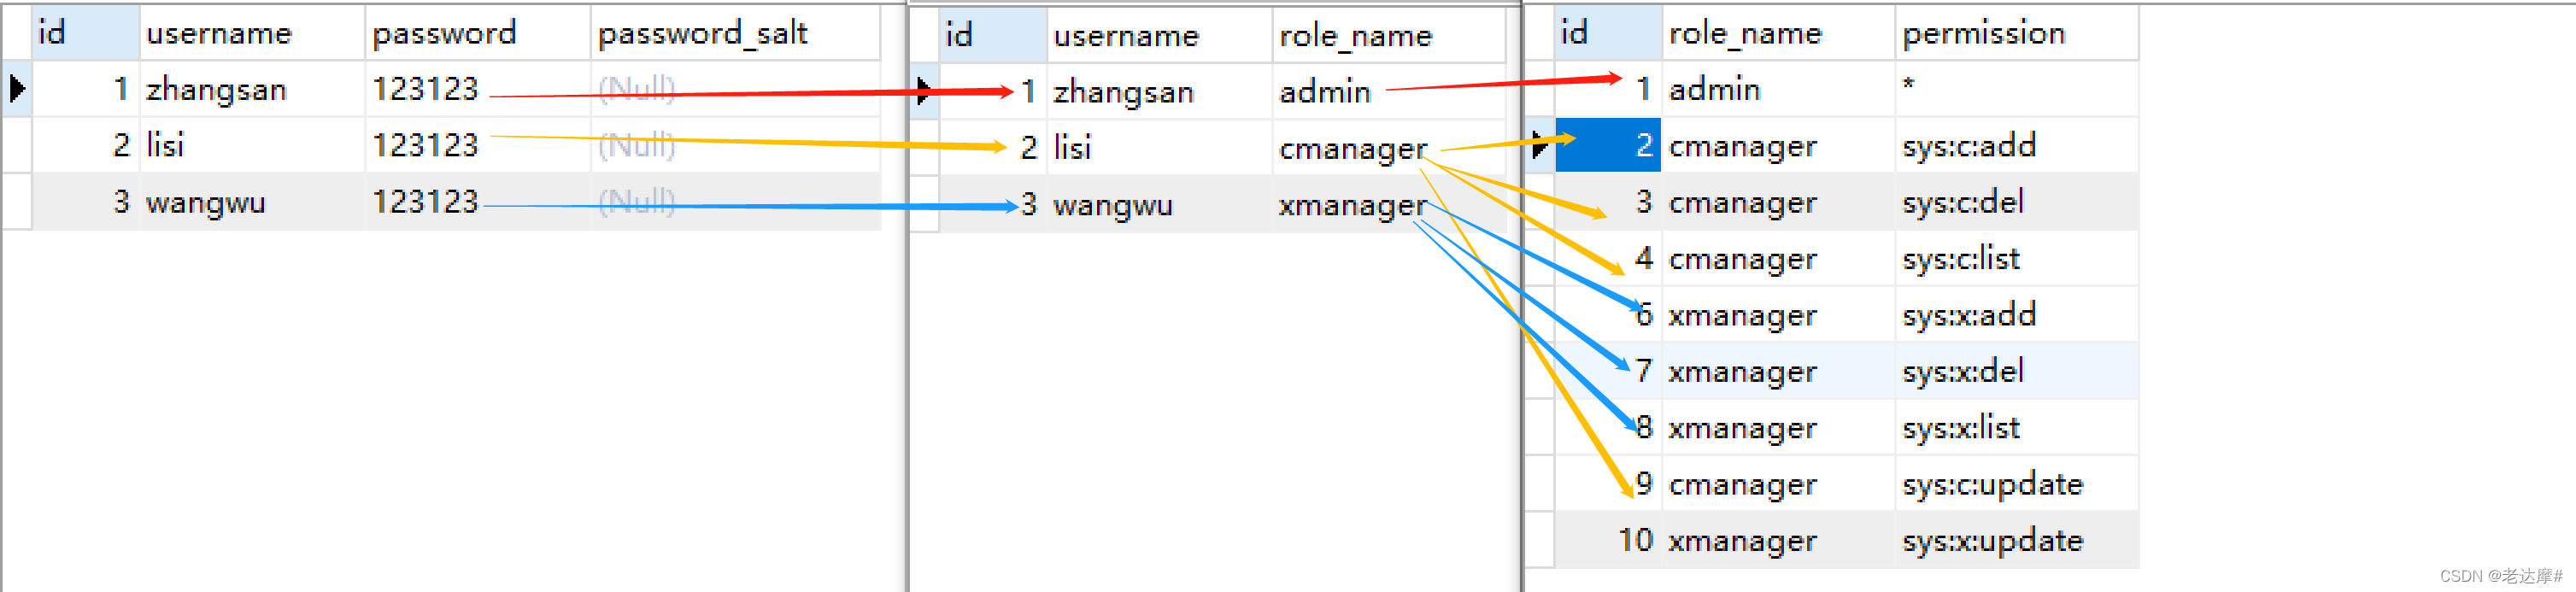 id username password password_salt
1 zhangsan 123123 (Null)
2 lisi 123123 (Null)
3 wangwu 123123 (Null)
id username role_name
1 zhangsan admin
2 lisi cmanager
3 wangwu xmanager
id role_name permission
1 admin *
2 cmanager sys:c:add
3 cmanager sys:c:del
4 cmanager sys:c:list
6 xmanager sys:x:add
7 xmanager sys:x:del
8 xmanager sys:x:list
9 cmanager sys:c:update
10 xmanager sys:x:update
CSDN @老达摩#